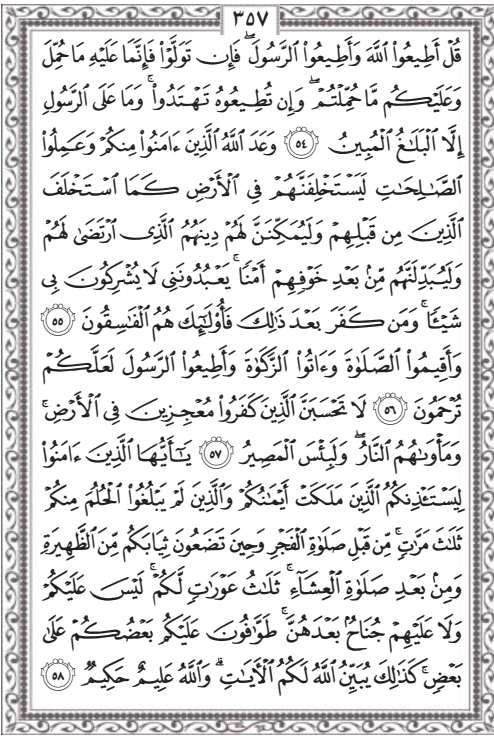 ٣٥٧
قُلْ أَطِيعُواْ ٱللَّهَ وَأَطِيعُواْ ٱلرَّسُولَۖ فَإِن تَوَلَّوْاْ فَإِنَّمَا عَلَيْهِ مَا حُمِّلَ
وَعَلَيْكُم مَّا حُمِّلْتُمْۖ وَإِن تُطِيعُوهُ تَهْتَدُواْۚ وَمَا عَلَى ٱلرَّسُولِ
إِلَّا ٱلْبَلَٰغُ ٱلْمُبِينُ ٥٤ وَعَدَ ٱللَّهُ ٱلَّذِينَ ءَامَنُواْ مِنكُمْ وَعَمِلُواْ
ٱلصَّٰلِحَٰتِ لَيَسْتَخْلِفَنَّهُمْ فِي ٱلْأَرْضِ كَمَا ٱسْتَخْلَفَ
ٱلَّذِينَ مِن قَبْلِهِمْ وَلَيُمَكِّنَنَّ لَهُمْ دِينَهُمُ ٱلَّذِي ٱرْتَضَىٰ لَهُمْ
وَلَيُبَدِّلَنَّهُم مِّنۢ بَعْدِ خَوْفِهِمْ أَمْنًاۚ يَعْبُدُونَنِي لَا يُشْرِكُونَ بِي
شَيْـًٔاۚ وَمَن كَفَرَ بَعْدَ ذَٰلِكَ فَأُوْلَٰٓئِكَ هُمُ ٱلْفَٰسِقُونَ ٥٥
وَأَقِيمُواْ ٱلصَّلَوٰةَ وَءَاتُواْ ٱلزَّكَوٰةَ وَأَطِيعُواْ ٱلرَّسُولَ لَعَلَّكُمْ
تُرْحَمُونَ ٥٦ لَا تَحْسَبَنَّ ٱلَّذِينَ كَفَرُواْ مُعْجِزِينَ فِي ٱلْأَرْضِۚ
وَمَأْوَىٰهُمُ ٱلنَّارُۖ وَلَبِئْسَ ٱلْمَصِيرُ ٥٧ يَٰٓأَيُّهَا ٱلَّذِينَ ءَامَنُواْ
لِيَسْتَـْٔذِنكُمُ ٱلَّذِينَ مَلَكَتْ أَيْمَٰنُكُمْ وَٱلَّذِينَ لَمْ يَبْلُغُواْ ٱلْحُلُمَ مِنكُمْ
ثَلَٰثَ مَرَّٰتٍۚ مِّن قَبْلِ صَلَوٰةِ ٱلْفَجْرِ وَحِينَ تَضَعُونَ ثِيَابَكُم مِّنَ ٱلظَّهِيرَةِ
وَمِنۢ بَعْدِ صَلَوٰةِ ٱلْعِشَآءِۚ ثَلَٰثُ عَوْرَٰتٍ لَّكُمْۚ لَيْسَ عَلَيْكُمْ
وَلَا عَلَيْهِمْ جُنَاحُۢ بَعْدَهُنَّۚ طَوَّٰفُونَ عَلَيْكُم بَعْضُكُمْ عَلَىٰ
بَعْضٍۚ كَذَٰلِكَ يُبَيِّنُ ٱللَّهُ لَكُمُ ٱلْأَيَٰتِۗ وَٱللَّهُ عَلِيمٌ حَكِيمٌ ٥٨